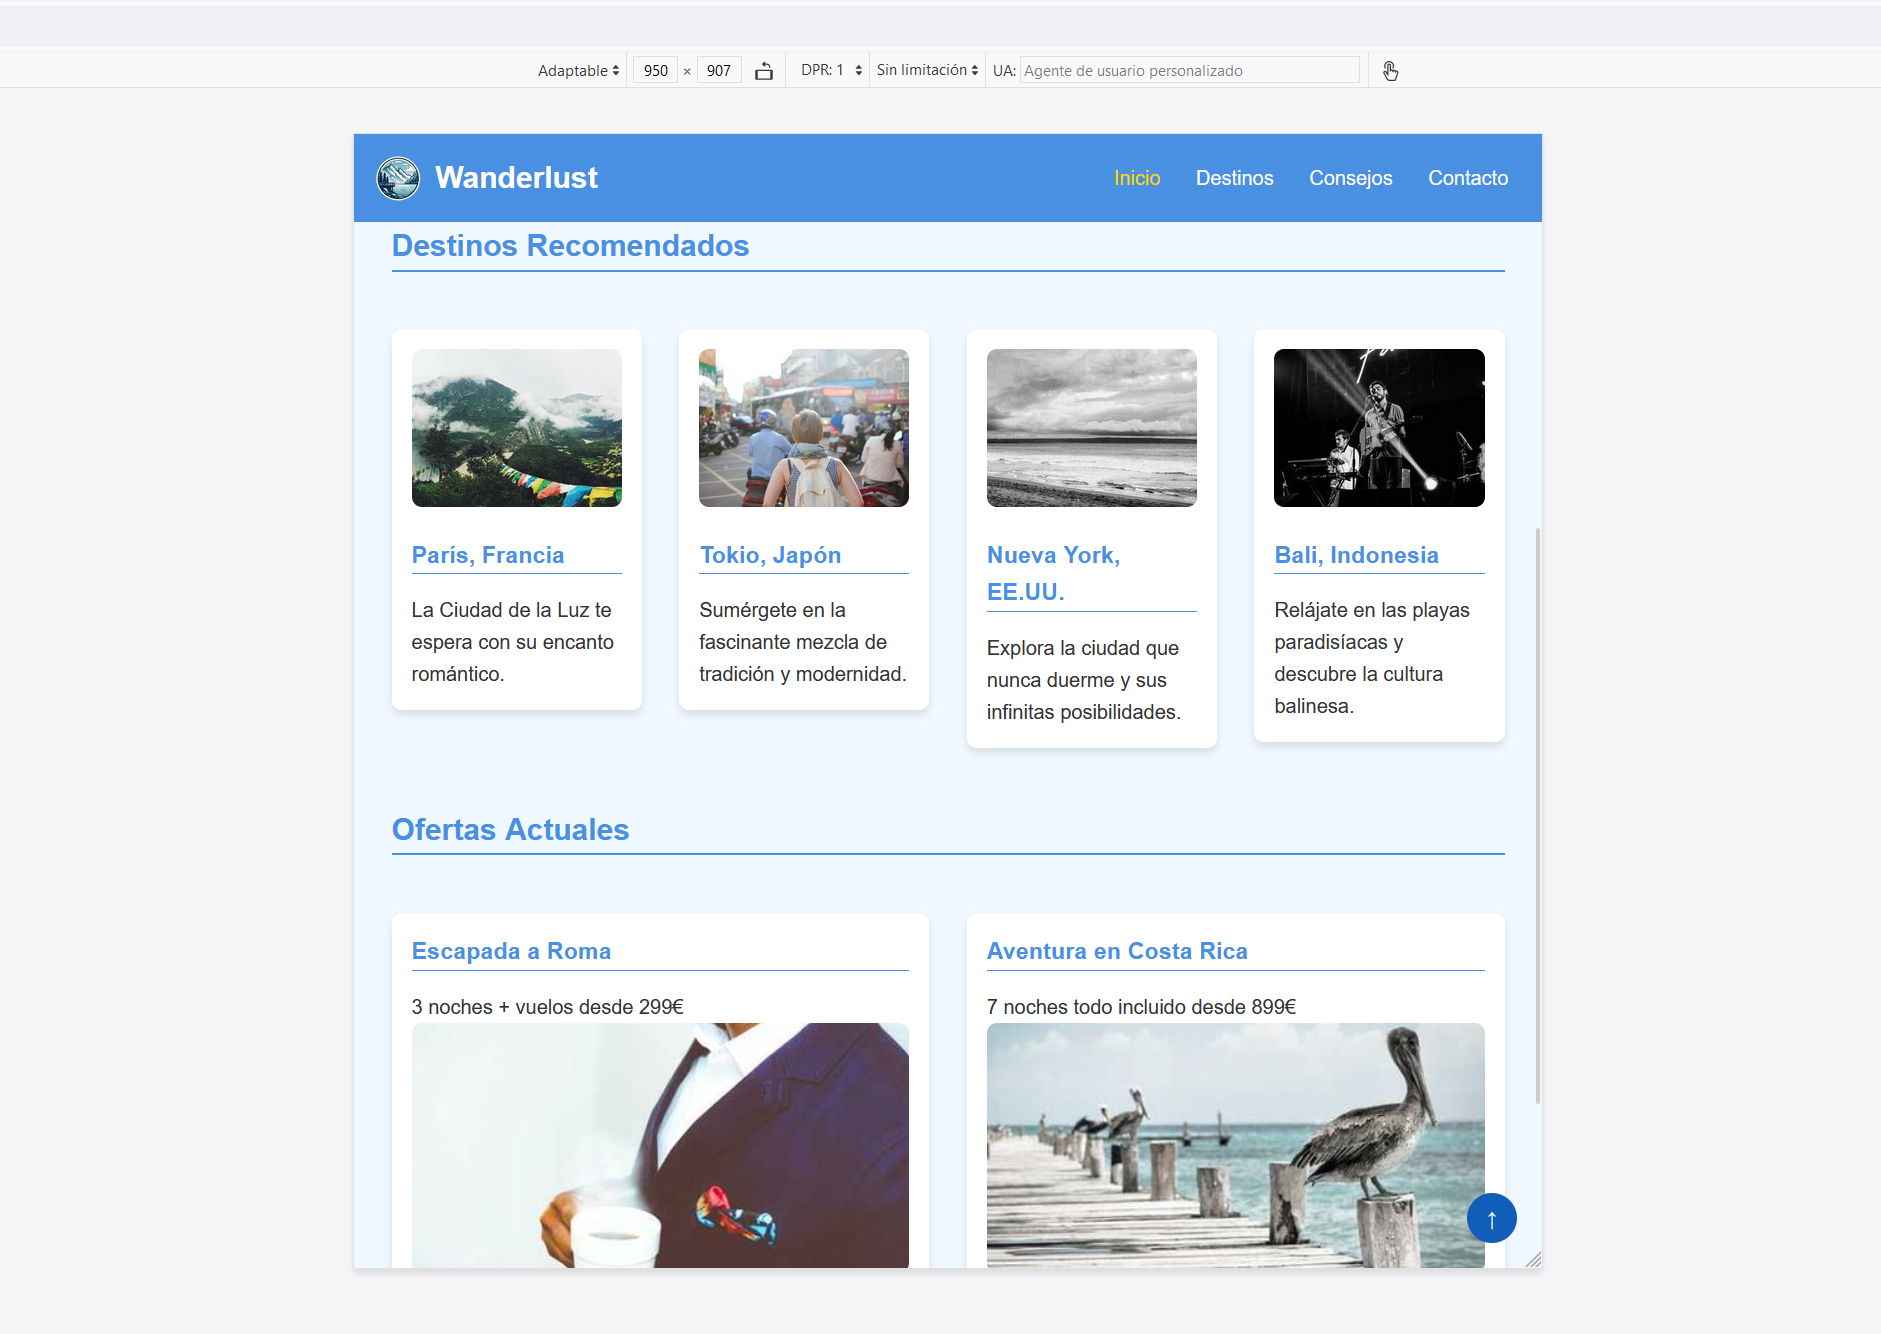 Adaptable 950 × 907 DPR: 1 Sin limitación UA: Agente de usuario personalizado
Wanderlust Inicio Destinos Consejos Contacto
Destinos Recomendados
París, Francia
La Ciudad de la Luz te
espera con su encanto
romántico.
Tokio, Japón
Sumérgete en la
fascinante mezcla de
tradición y modernidad.
Nueva York,
EE.UU.
Explora la ciudad que
nunca duerme y sus
infinitas posibilidades.
Bali, Indonesia
Relájate en las playas
paradisíacas y
descubre la cultura
balinesa.
Ofertas Actuales
Escapada a Roma
3 noches + vuelos desde 299€
Aventura en Costa Rica
7 noches todo incluido desde 899€
↑